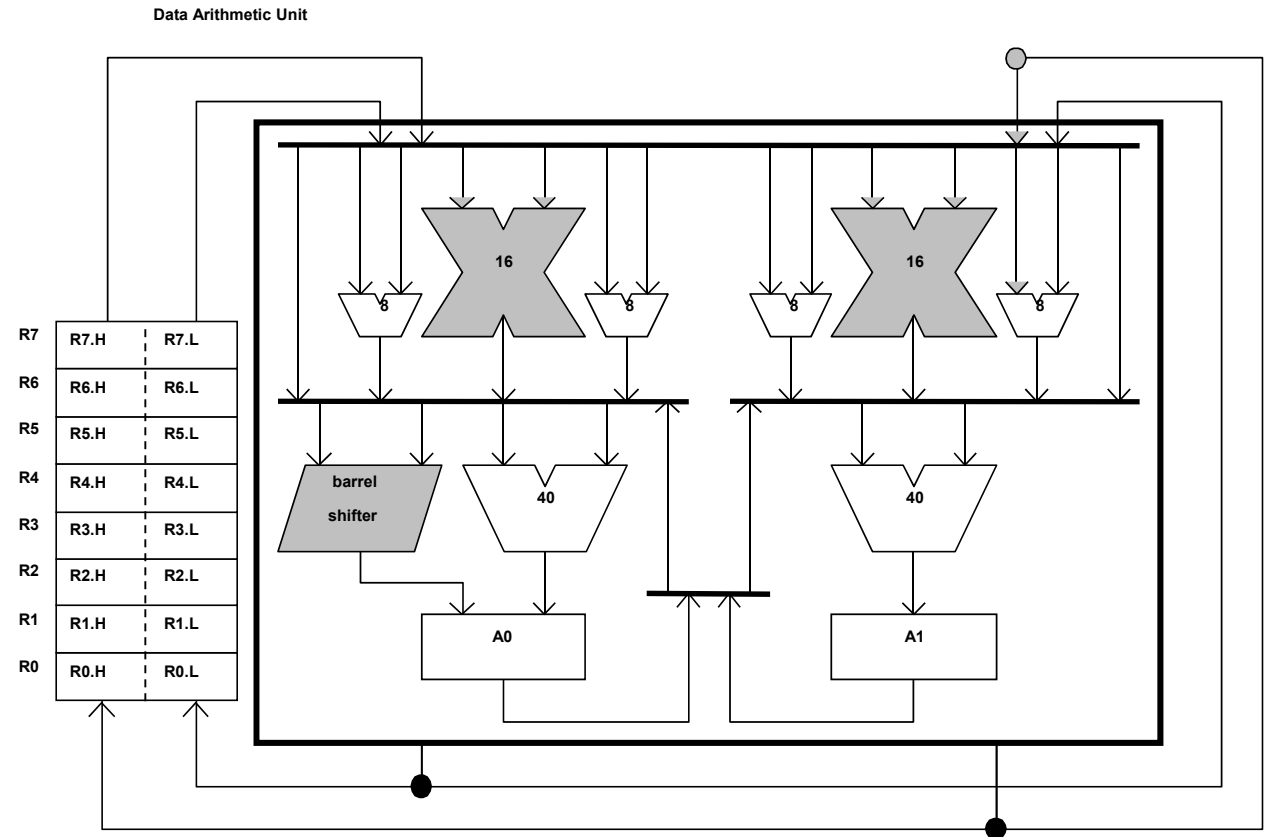 Data Arithmetic Unit
16
16
8
8
8
8
R7
R7.H
R7.L
R6
R6.H
R6.L
R5
R5.H
R5.L
R4
R4.H
R4.L
R3
R3.H
R3.L
R2
R2.H
R2.L
R1
R1.H
R1.L
R0
R0.H
R0.L
barrel
shifter
40
40
A0
A1